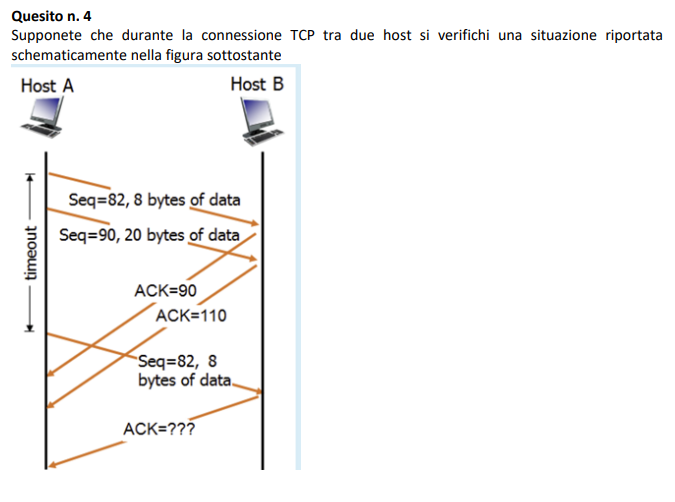 Quesito n. 4
Supponete che durante la connessione TCP tra due host si verifichi una situazione riportata
schematicamente nella figura sottostante
Host A
Host B
Seq=82, 8 bytes of data
Seq=90, 20 bytes of data
timeout
ACK=90
ACK=110
Seq=82, 8
bytes of data
ACK=???